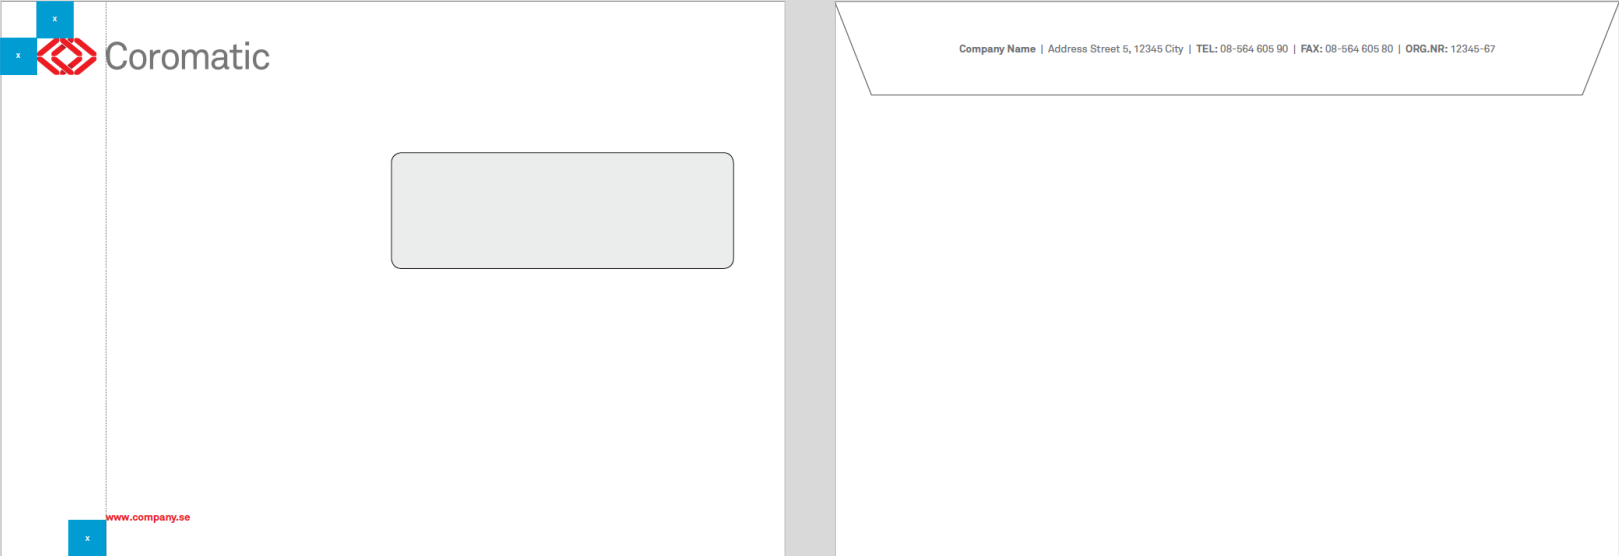 x
x
Coromatic
www.company.se
x
Company Name | Address Street 5, 12345 City | TEL: 08-564 605 90 | FAX: 08-564 605 80 | ORG.NR: 12345-67